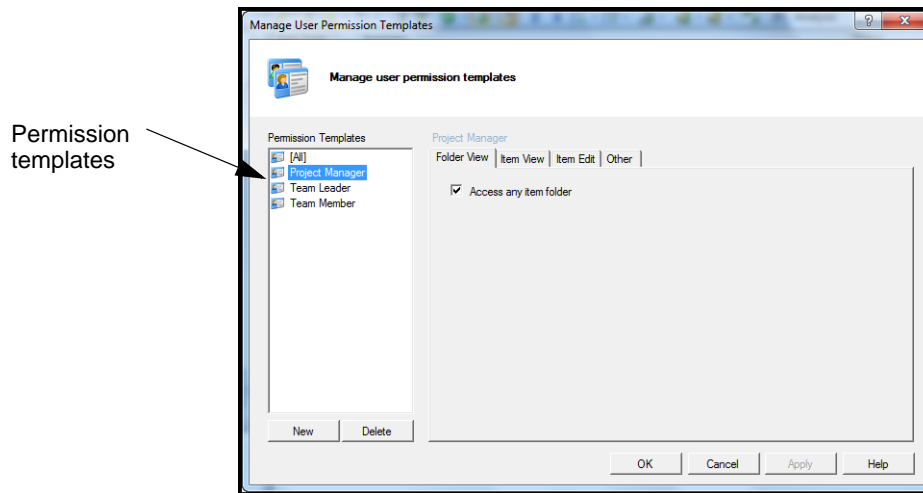 Manage User Permission Templates
Manage user permission templates
Permission
templates
Permission Templates
[All]
Project Manager
Team Leader
Team Member
New Delete
Project Manager
Folder View Item View Item Edit Other
Access any item folder
OK Cancel Apply Help